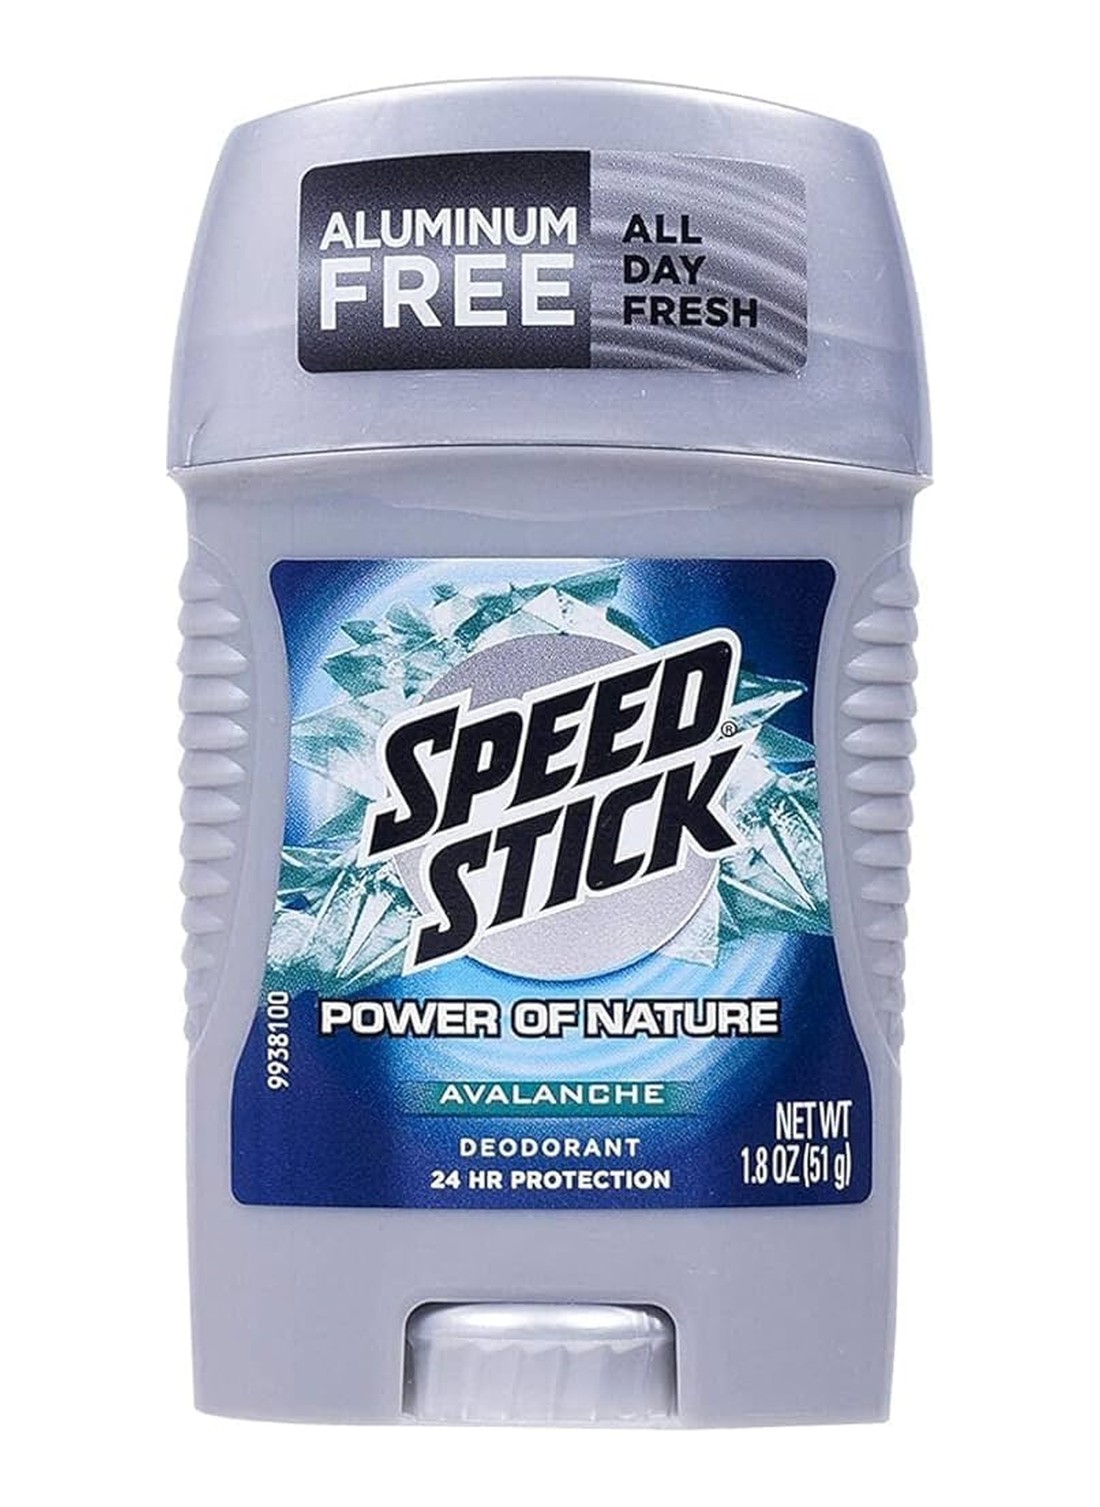 ALUMINUM
FREE
ALL
DAY
FRESH
SPEED
STICK
®
POWER OF NATURE
9938100
AVALANCHE
DEODORANT
24 HR PROTECTION
NET WT
1.8 OZ (51 g)